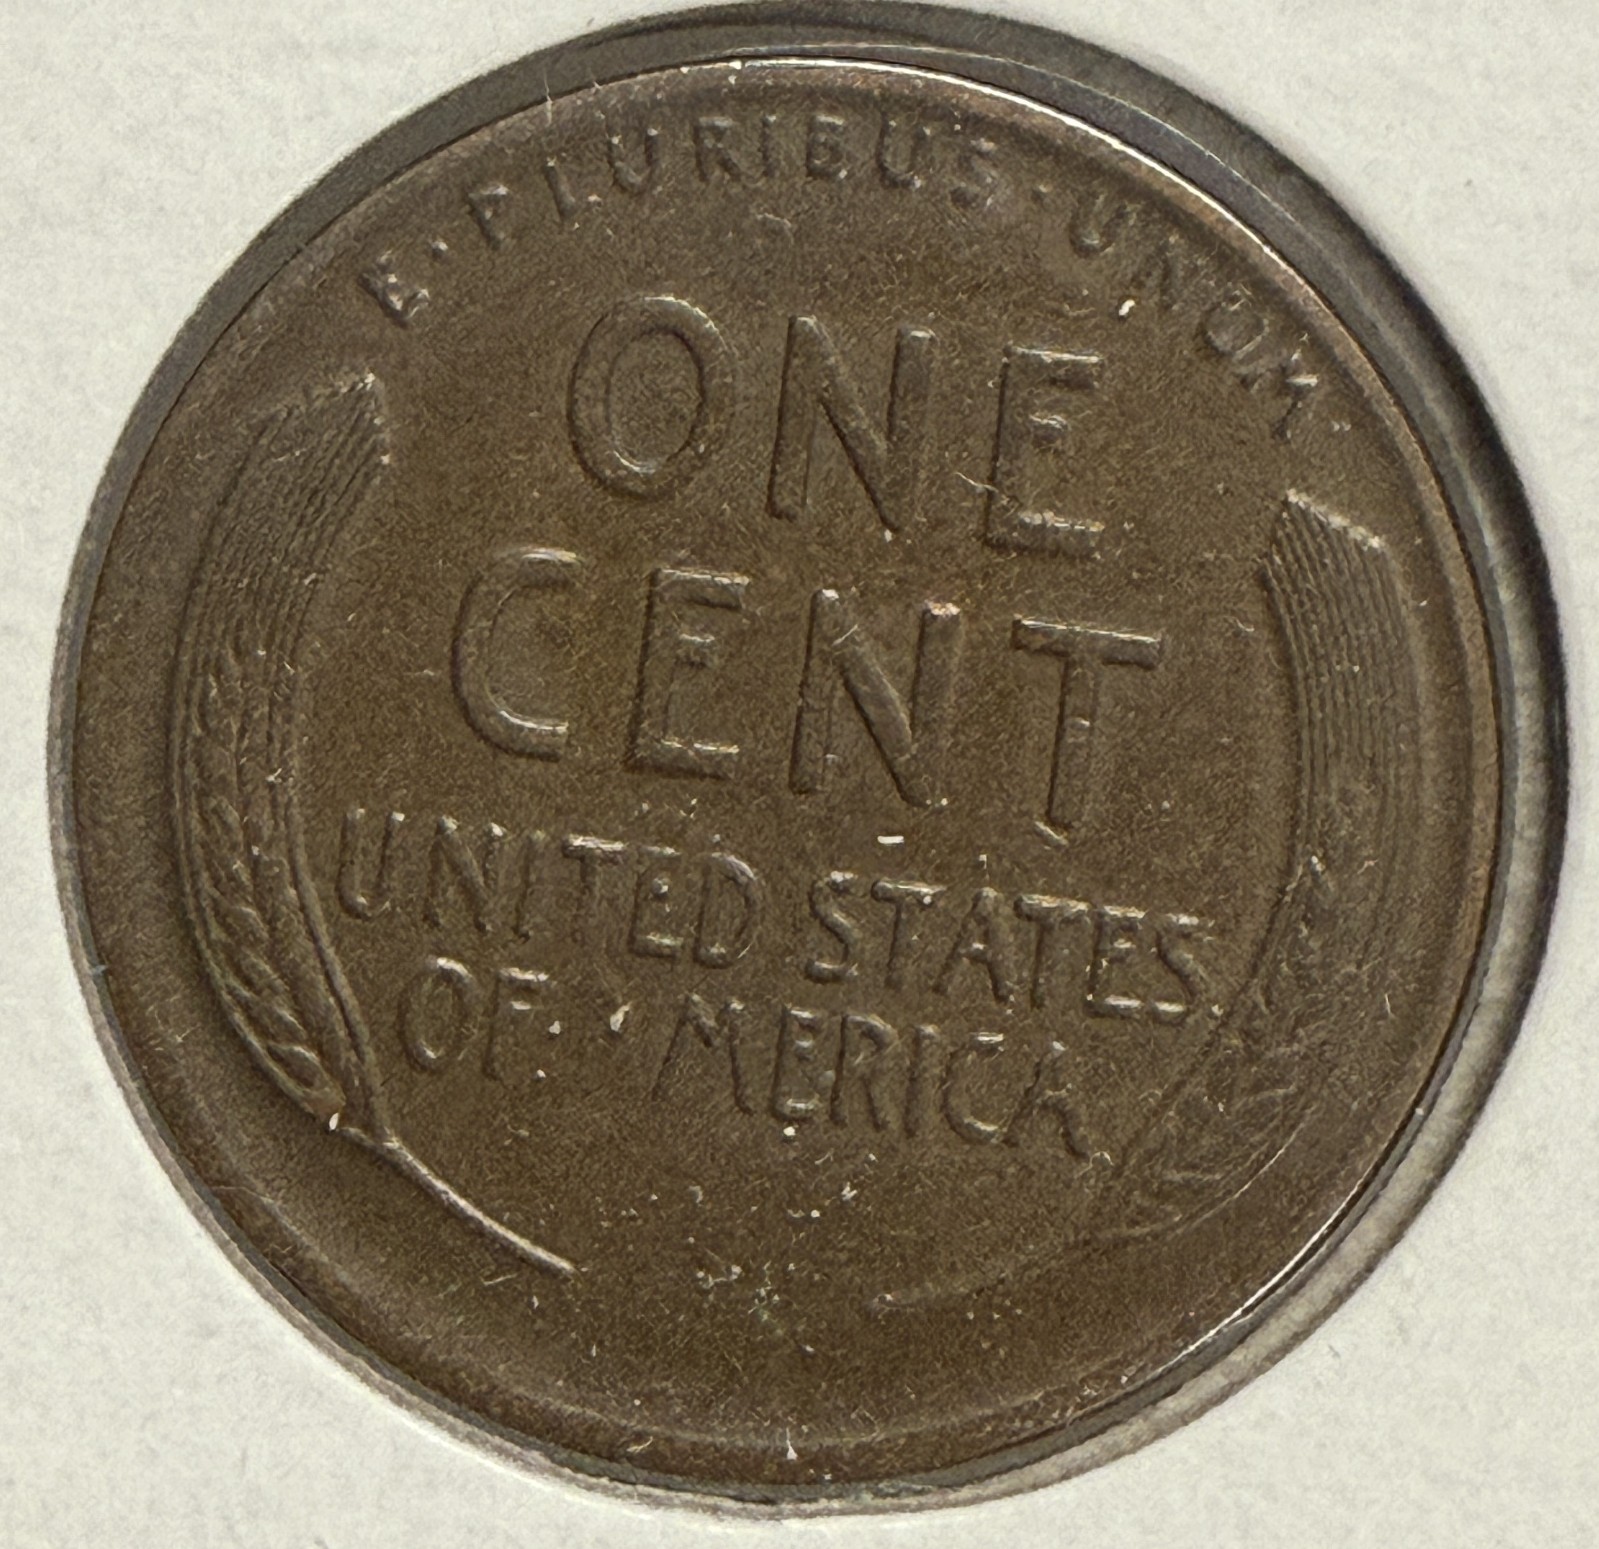 E·PLURIBUS·UNUM
ONE
CENT
UNITED STATES
OF AMERICA